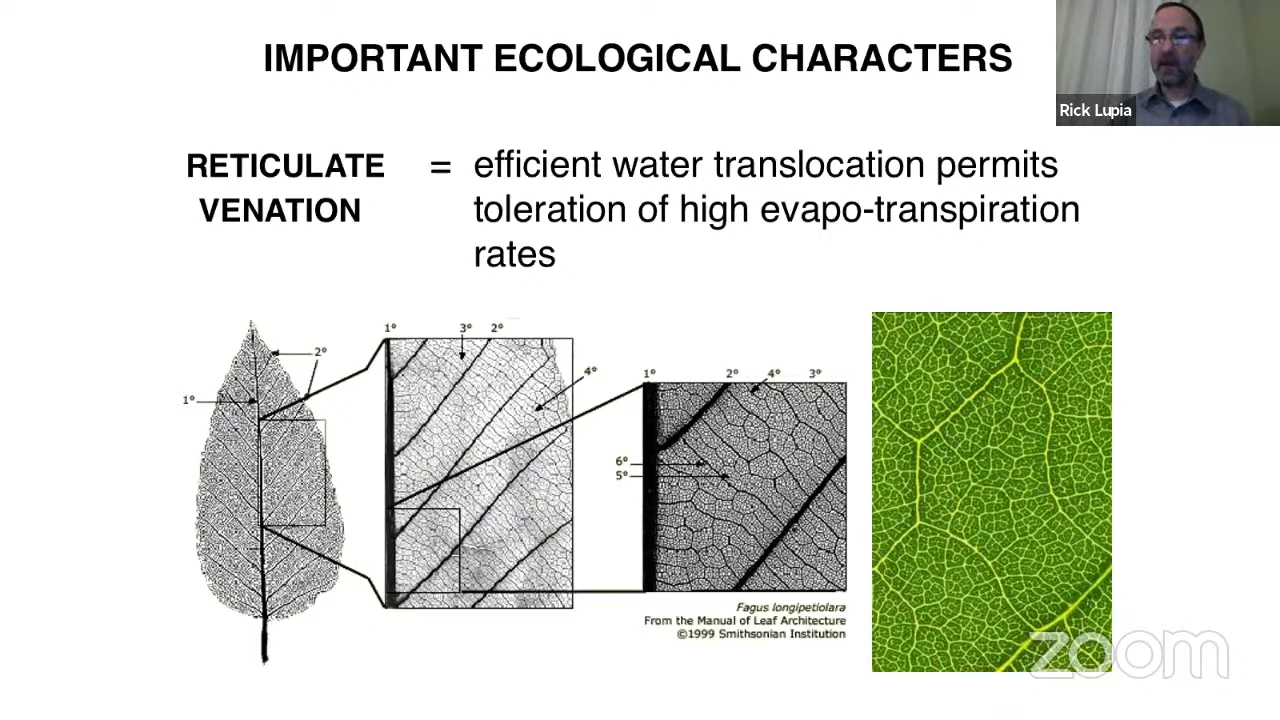 IMPORTANT ECOLOGICAL CHARACTERS
Rick Lupia
RETICULATE = efficient water translocation permits
VENATION toleration of high evapo-transpiration
rates
1° 3° 2°
2°
1°
4°
1° 2° 4° 3°
6°
5°
Fagus longipetiolara
From the Manual of Leaf Architecture
©1999 Smithsonian Institution
zoom